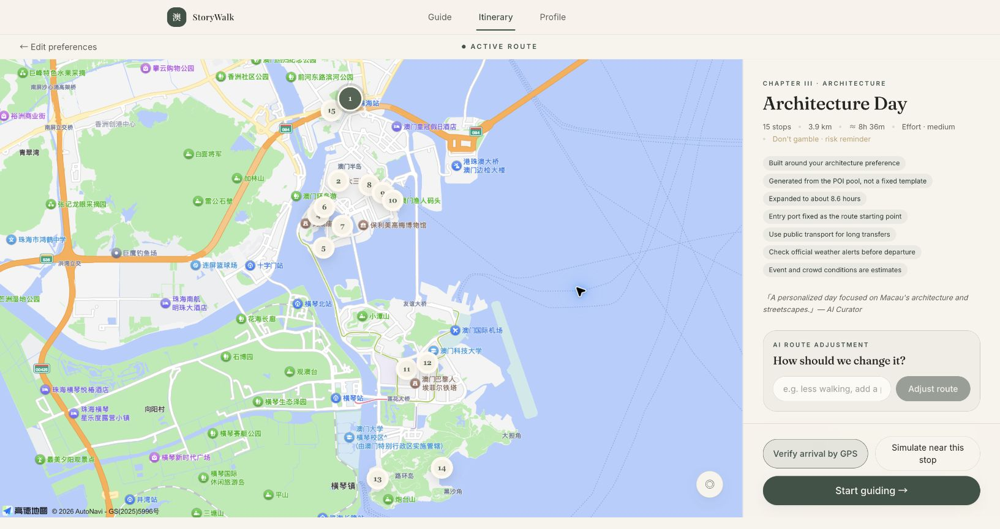 澳 StoryWalk
Guide
Itinerary
Profile
← Edit preferences
ACTIVE ROUTE
巨峰特色水果采摘
南屏沙心涌高架桥
攀云购物公园
澳门回归纪念公园
香洲社区公园
前河东路滨河公园
1
15
珠海站
裕洲商业街
南屏立交桥
香洲创港中心
G94
澳门皇冠假日酒店
G94
青翠湾
白面将军
港珠澳大桥
澳门边检大楼
澳门半岛
加林山
2
8
9
10
澳门环岛游
澳门渔人码头
张记龙眼采摘园
雷公石壁
6
4
7
保利美高梅博物馆
珠海市鸿鹤中学
5
巨鹰钓鱼场
S36
洪湾立交
连屏篮球场
十字门站
芒洲湿地公园
珠海南航
明珠大酒店
横琴北站
友谊大桥
花海长廊
小潭山
澳门国际机场
石博园
澳门科技大学
12
11
G0425
观澳台
澳门巴黎人
埃菲尔铁塔
珠海横琴悦椿酒店
横琴生态泽园
横琴站
莲花大桥
珠海横琴
星乐度露营小镇
向阳村
澳门大学
横琴校区
(由澳门特别行政区实施管辖)
横琴赛艇公园
大担角
最美夕阳观景点
横琴新时代广场
14
横琴国际
休闲旅游岛
13
路环岛
横琴镇
黑沙角
平山
井湾站
炮台山
高德地图 © 2026 AutoNavi - GS(2025)5996号
三塘山
珠海长隆站
CHAPTER III · ARCHITECTURE
Architecture Day
15 stops • 3.9 km • ≈ 8h 36m • Effort · medium
• Don't gamble · risk reminder
Built around your architecture preference
Generated from the POI pool, not a fixed template
Expanded to about 8.6 hours
Entry port fixed as the route starting point
Use public transport for long transfers
Check official weather alerts before departure
Event and crowd conditions are estimates
「A personalized day focused on Macau's architecture and
streetscapes.」 — AI Curator
AI ROUTE ADJUSTMENT
How should we change it?
e.g. less walking, add a
Adjust route
Verify arrival by GPS
Simulate near this
stop
Start guiding →